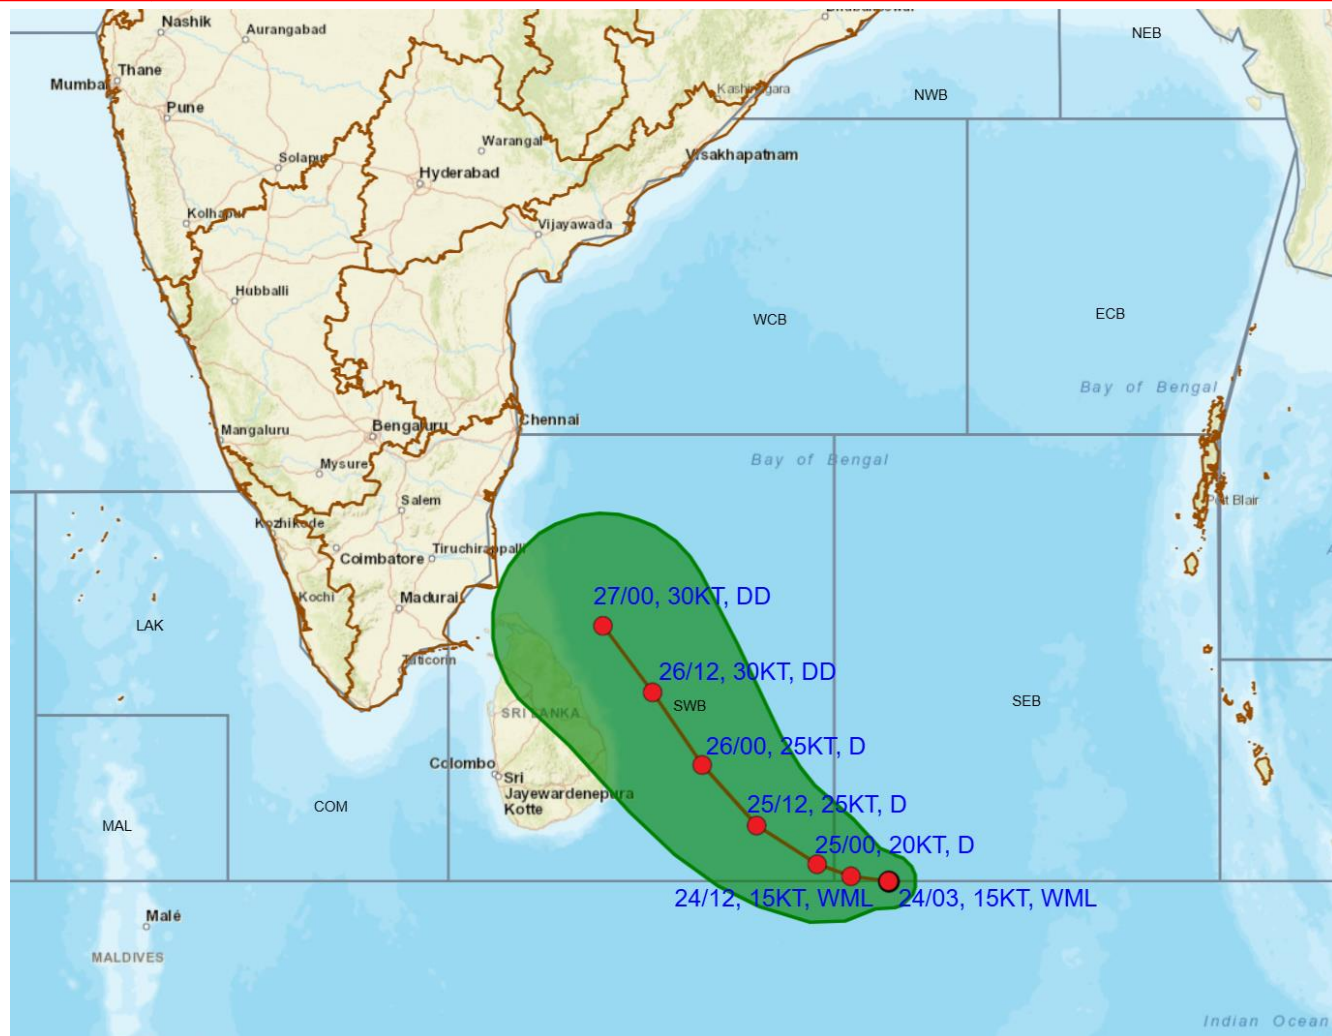 Nashik
Aurangabad
NEB
Mumbai
Thane
Pune
NWB
Warangal
Visakhapatnam
Solapur
Hyderabad
Kolhapur
Vijayawada
Hubballi
WCB
ECB
Bay of Bengal
Mangaluru
Bengaluru
Chennai
Bay of Bengal
Mysure
Salem
Port Blair
Kozhikode
Coimbatore
Tiruchirappalli
Kochi
Madurai
27/00, 30KT, DD
LAK
Tuticorin
26/12, 30KT, DD
SRI LANKA
SWB
SEB
26/00, 25KT, D
Colombo
Sri
Jayewardenepura
Kotte
COM
MAL
25/12, 25KT, D
25/00, 20KT, D
24/12, 15KT, WML
24/03, 15KT, WML
Malé
MALDIVES
Indian Ocean